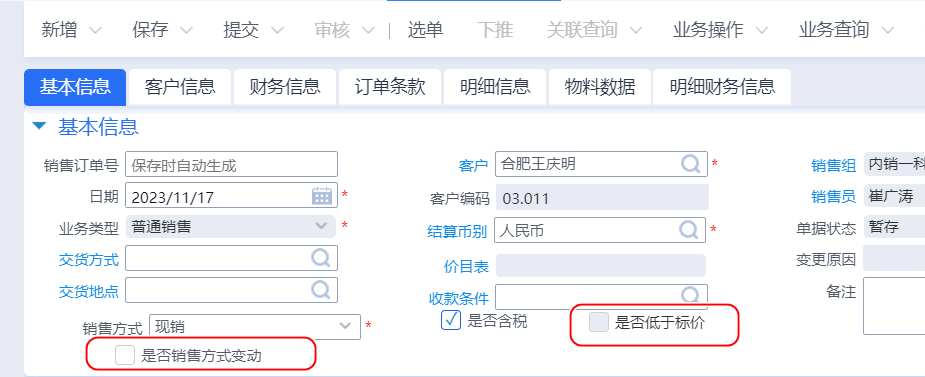 新增 保存 提交 审核 选单 下推 关联查询 业务操作 业务查询
基本信息 客户信息 财务信息 订单条款 明细信息 物料数据 明细财务信息
基本信息
销售订单号 保存时自动生成 客户 合肥王庆明 * 销售组 内销一科
日期 2023/11/17 * 客户编码 03.011 销售员 崔广涛
业务类型 普通销售 * 结算币别 人民币 * 单据状态 暂存
交货方式 价目表 变更原因
交货地点 收款条件 备注
销售方式 现销 * 是否含税 是否低于标价
是否销售方式变动